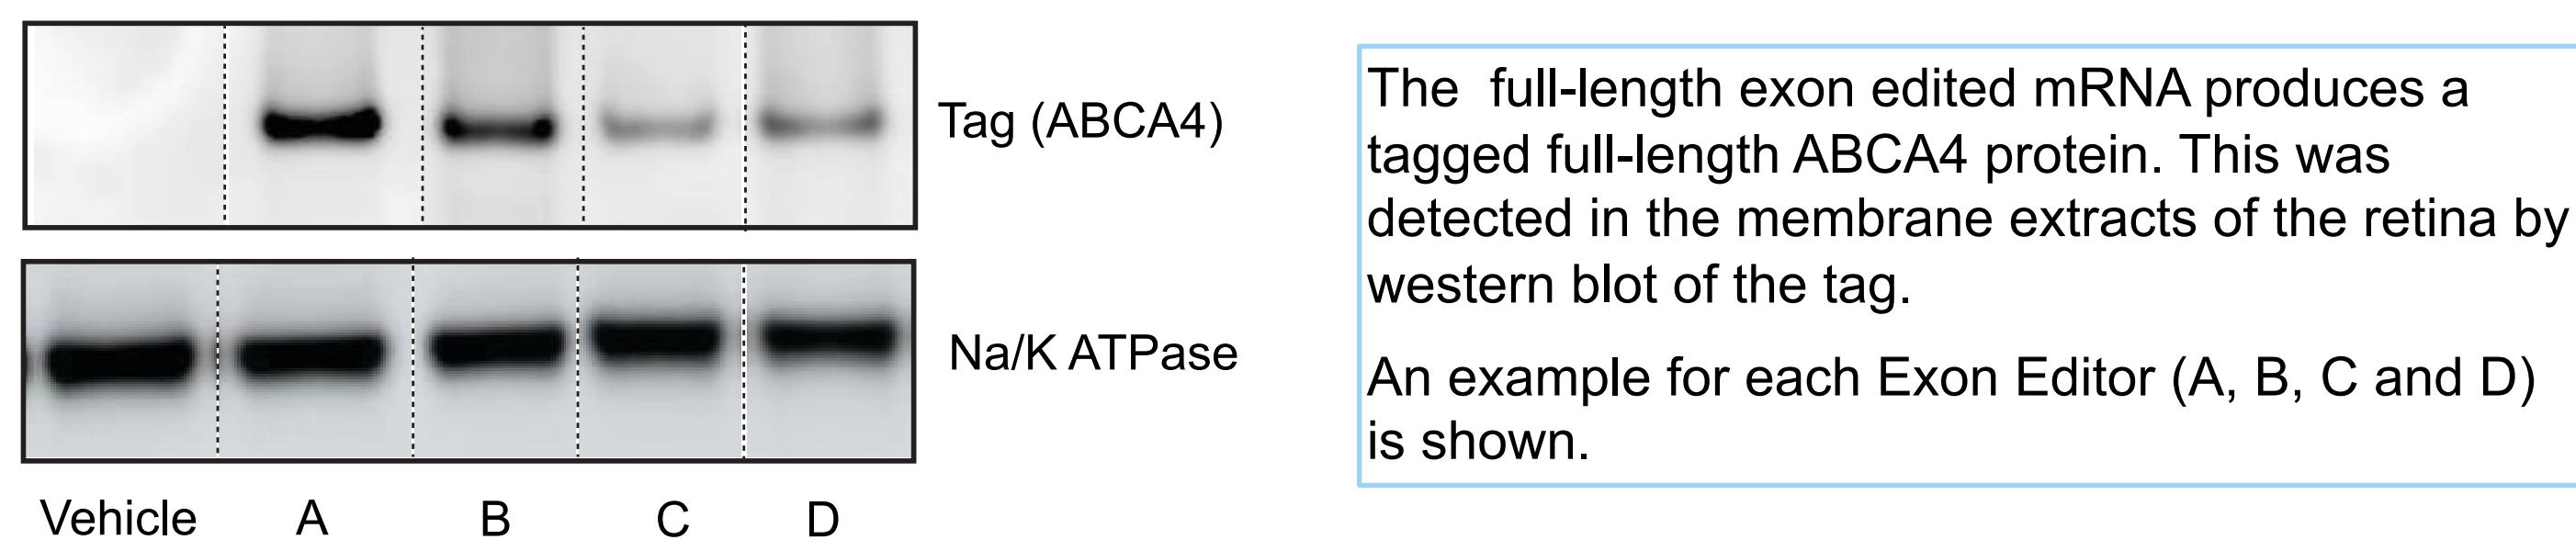 Tag (ABCA4)
Na/K ATPase
Vehicle A B C D
The full-length exon edited mRNA produces a
tagged full-length ABCA4 protein. This was
detected in the membrane extracts of the retina by
western blot of the tag.
An example for each Exon Editor (A, B, C and D)
is shown.